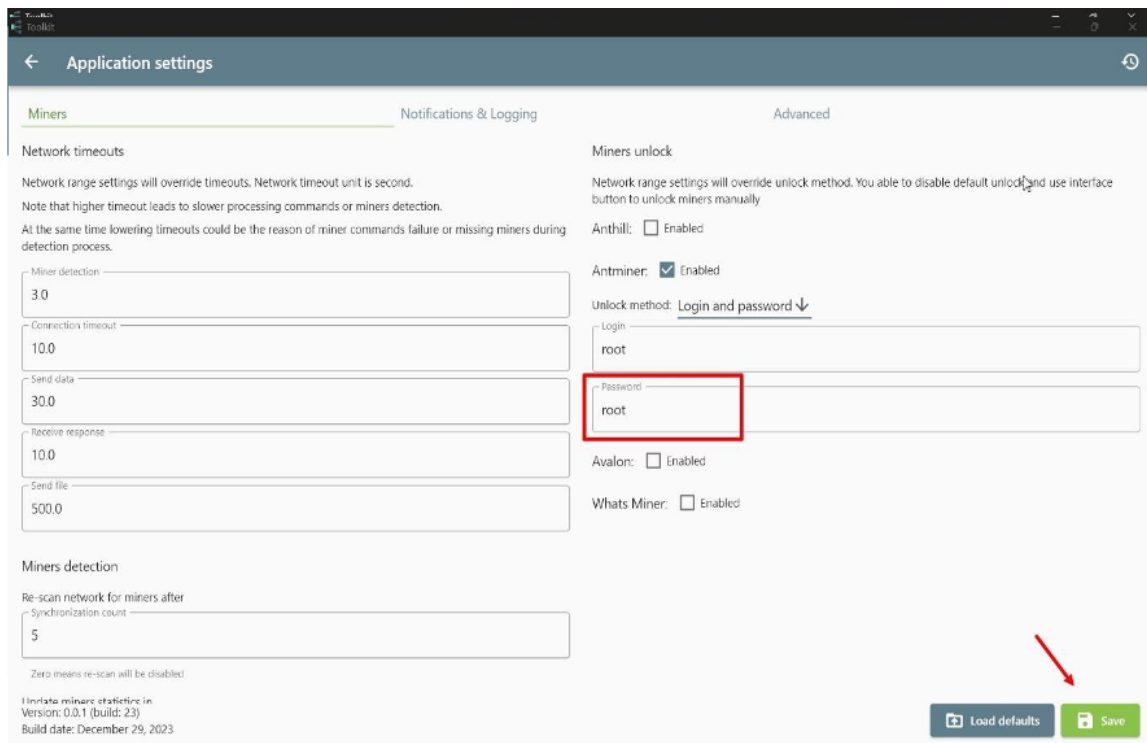 Toolkit
Toolkit
Application settings
Miners
Notifications & Logging
Advanced
Network timeouts
Network range settings will override timeouts. Network timeout unit is second.
Note that higher timeout leads to slower processing commands or miners detection.
At the same time lowering timeouts could be the reason of miner commands failure or missing miners during
detection process.
Miner detection
3.0
Connection timeout
10.0
Send data
30.0
Receive response
10.0
Send file
500.0
Miners detection
Re-scan network for miners after
Synchronization count
5
Zero means re-scan will be disabled
Update miners statistics in
Version: 0.0.1 (build: 23)
Build date: December 29, 2023
Miners unlock
Network range settings will override unlock method. You able to disable default unlock and use interface
button to unlock miners manually
Anthill: Enabled
Antminer: Enabled
Unlock method: Login and password
Login
root
Password
root
Avalon: Enabled
Whats Miner: Enabled
Load defaults
Save